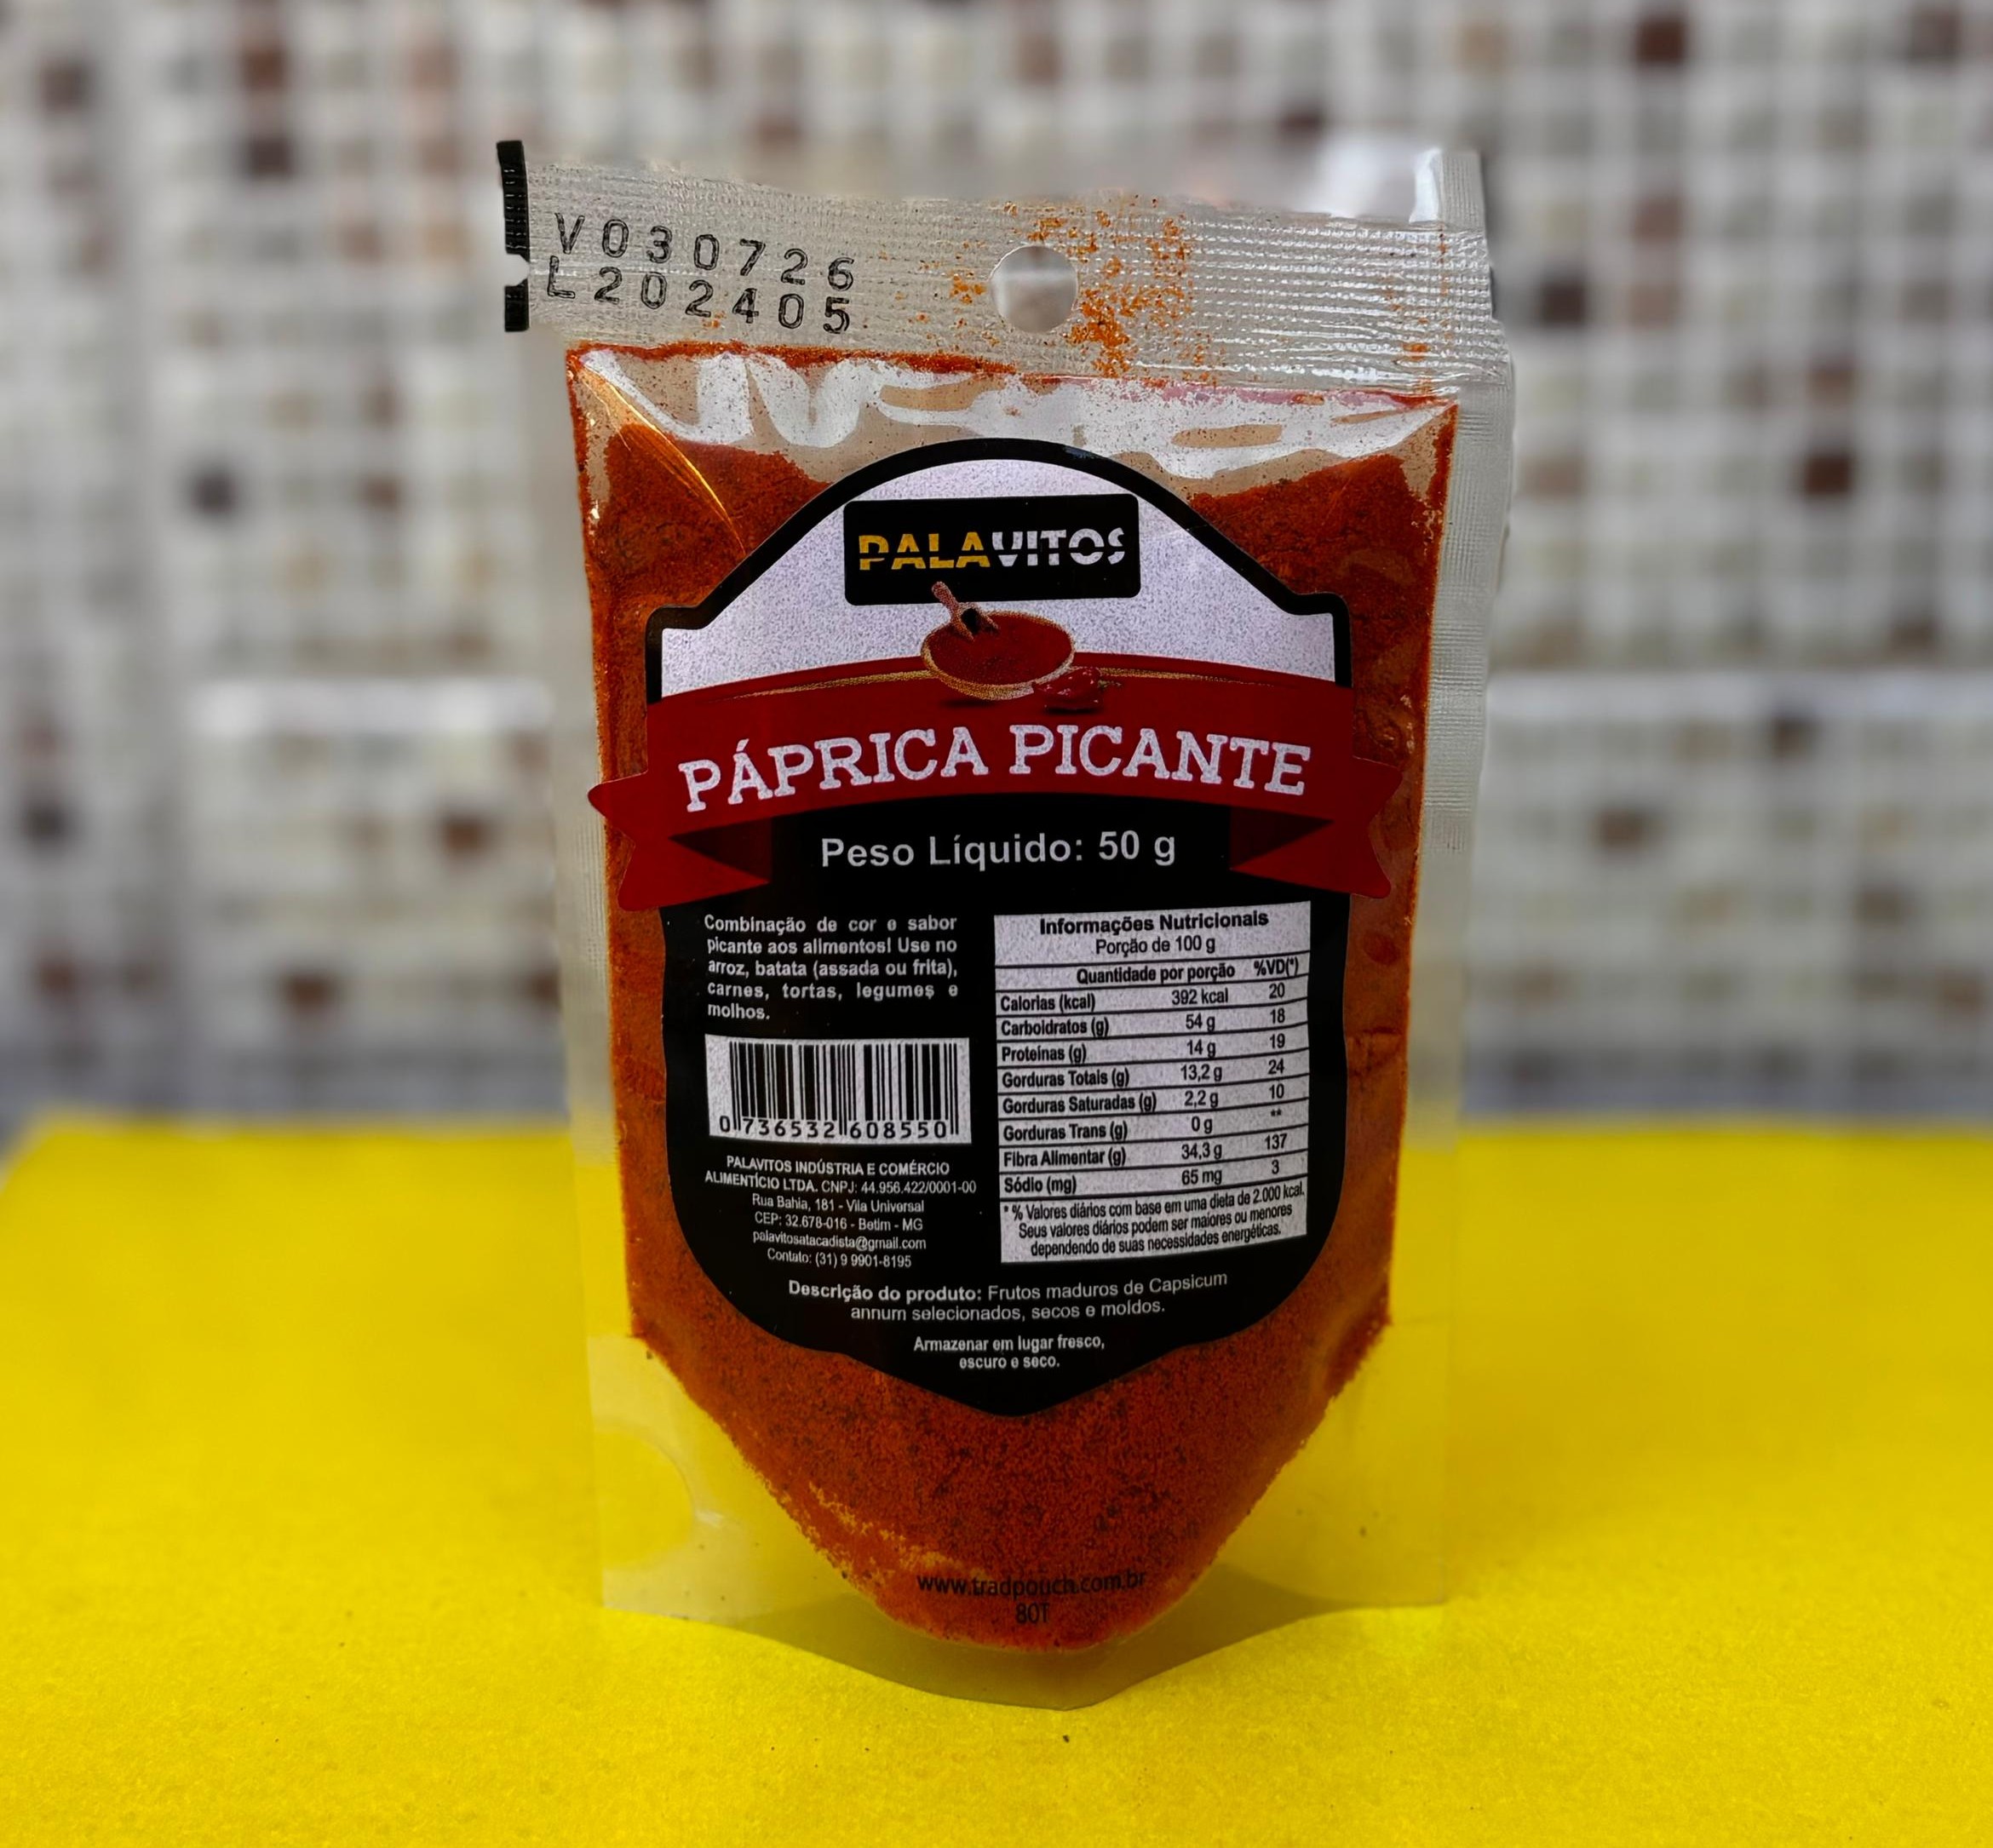 V030726
L202405
PALAVITOS
PÁPRICA PICANTE
Peso Líquido: 50 g
Combinação de cor e sabor
picante aos alimentos! Use no
arroz, batata (assada ou frita),
carnes, tortas, legumes e
molhos.
0 736532 608550
PALAVITOS INDÚSTRIA E COMÉRCIO
ALIMENTÍCIO LTDA. CNPJ: 44.956.422/0001-00
Rua Bahia, 181 - Vila Universal
CEP: 32.678-016 - Betim - MG
palavitosatacadista@gmail.com
Contato: (31) 9 9901-8195
Informações Nutricionais
Porção de 100 g
Quantidade por porção %VD(*)
Calorias (kcal) 392 kcal 20
Carboidratos (g) 54 g 18
Proteínas (g) 14 g 19
Gorduras Totais (g) 13,2 g 24
Gorduras Saturadas (g) 2,2 g 10
Gorduras Trans (g) 0 g **
Fibra Alimentar (g) 34,3 g 137
Sódio (mg) 65 mg 3
* % Valores diários com base em uma dieta de 2.000 kcal.
Seus valores diários podem ser maiores ou menores
dependendo de suas necessidades energéticas.
Descrição do produto: Frutos maduros de Capsicum
annum selecionados, secos e moídos.
Armazenar em lugar fresco,
escuro e seco.
www.tradpouch.com.br
80T